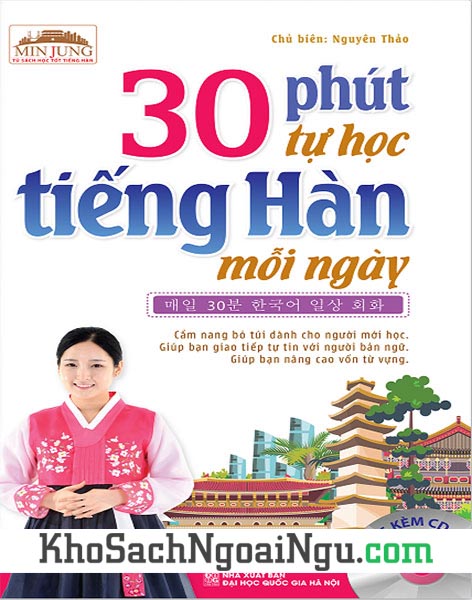 MIN JUNG
TỦ SÁCH HỌC TỐT TIẾNG HÀN
Chủ biên: Nguyên Thảo
30 phút
tự học
tiếng Hàn
mỗi ngày
매일 30분 한국어 일상 회화
Cẩm nang bỏ túi dành cho người mới học.
Giúp bạn giao tiếp tự tin với người bản ngữ.
Giúp bạn nâng cao vốn từ vựng.
KÈM CD
KhoSachNgoaiNgu.com
NHÀ XUẤT BẢN
ĐẠI HỌC QUỐC GIA HÀ NỘI